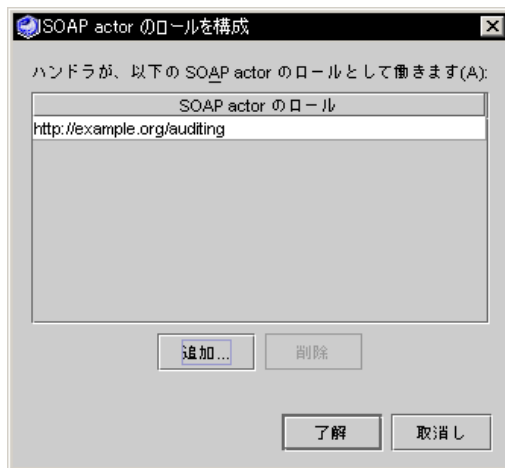 SOAP actor のロールを構成
ハンドラが、以下の SOAP actor のロールとして働きます(A):
SOAP actor のロール
http://example.org/auditing
追加...
削除
了解
取消し